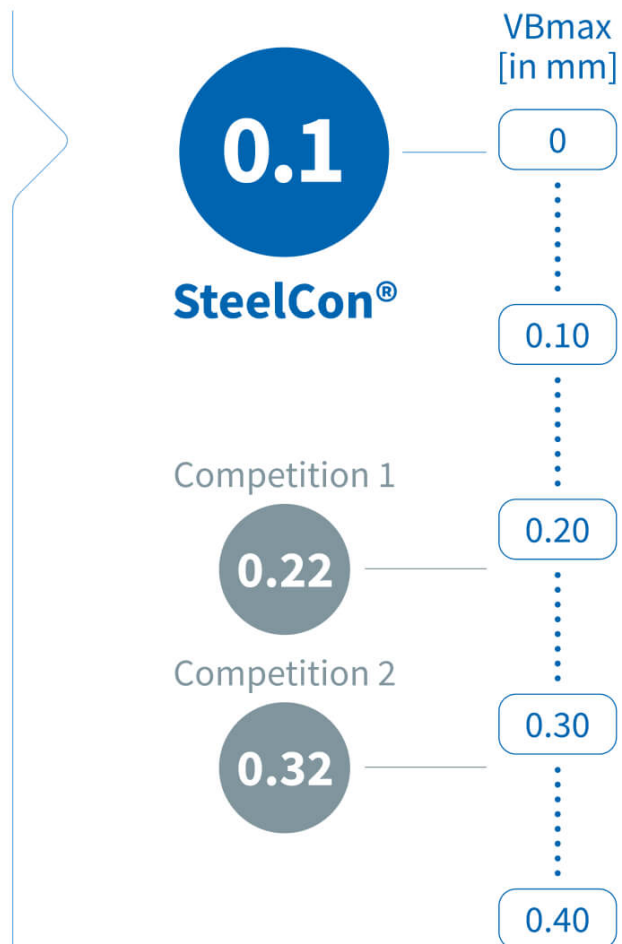 VBmax
[in mm]
0.1
0
SteelCon®
0.10
Competition 1
0.22
0.20
Competition 2
0.32
0.30
0.40